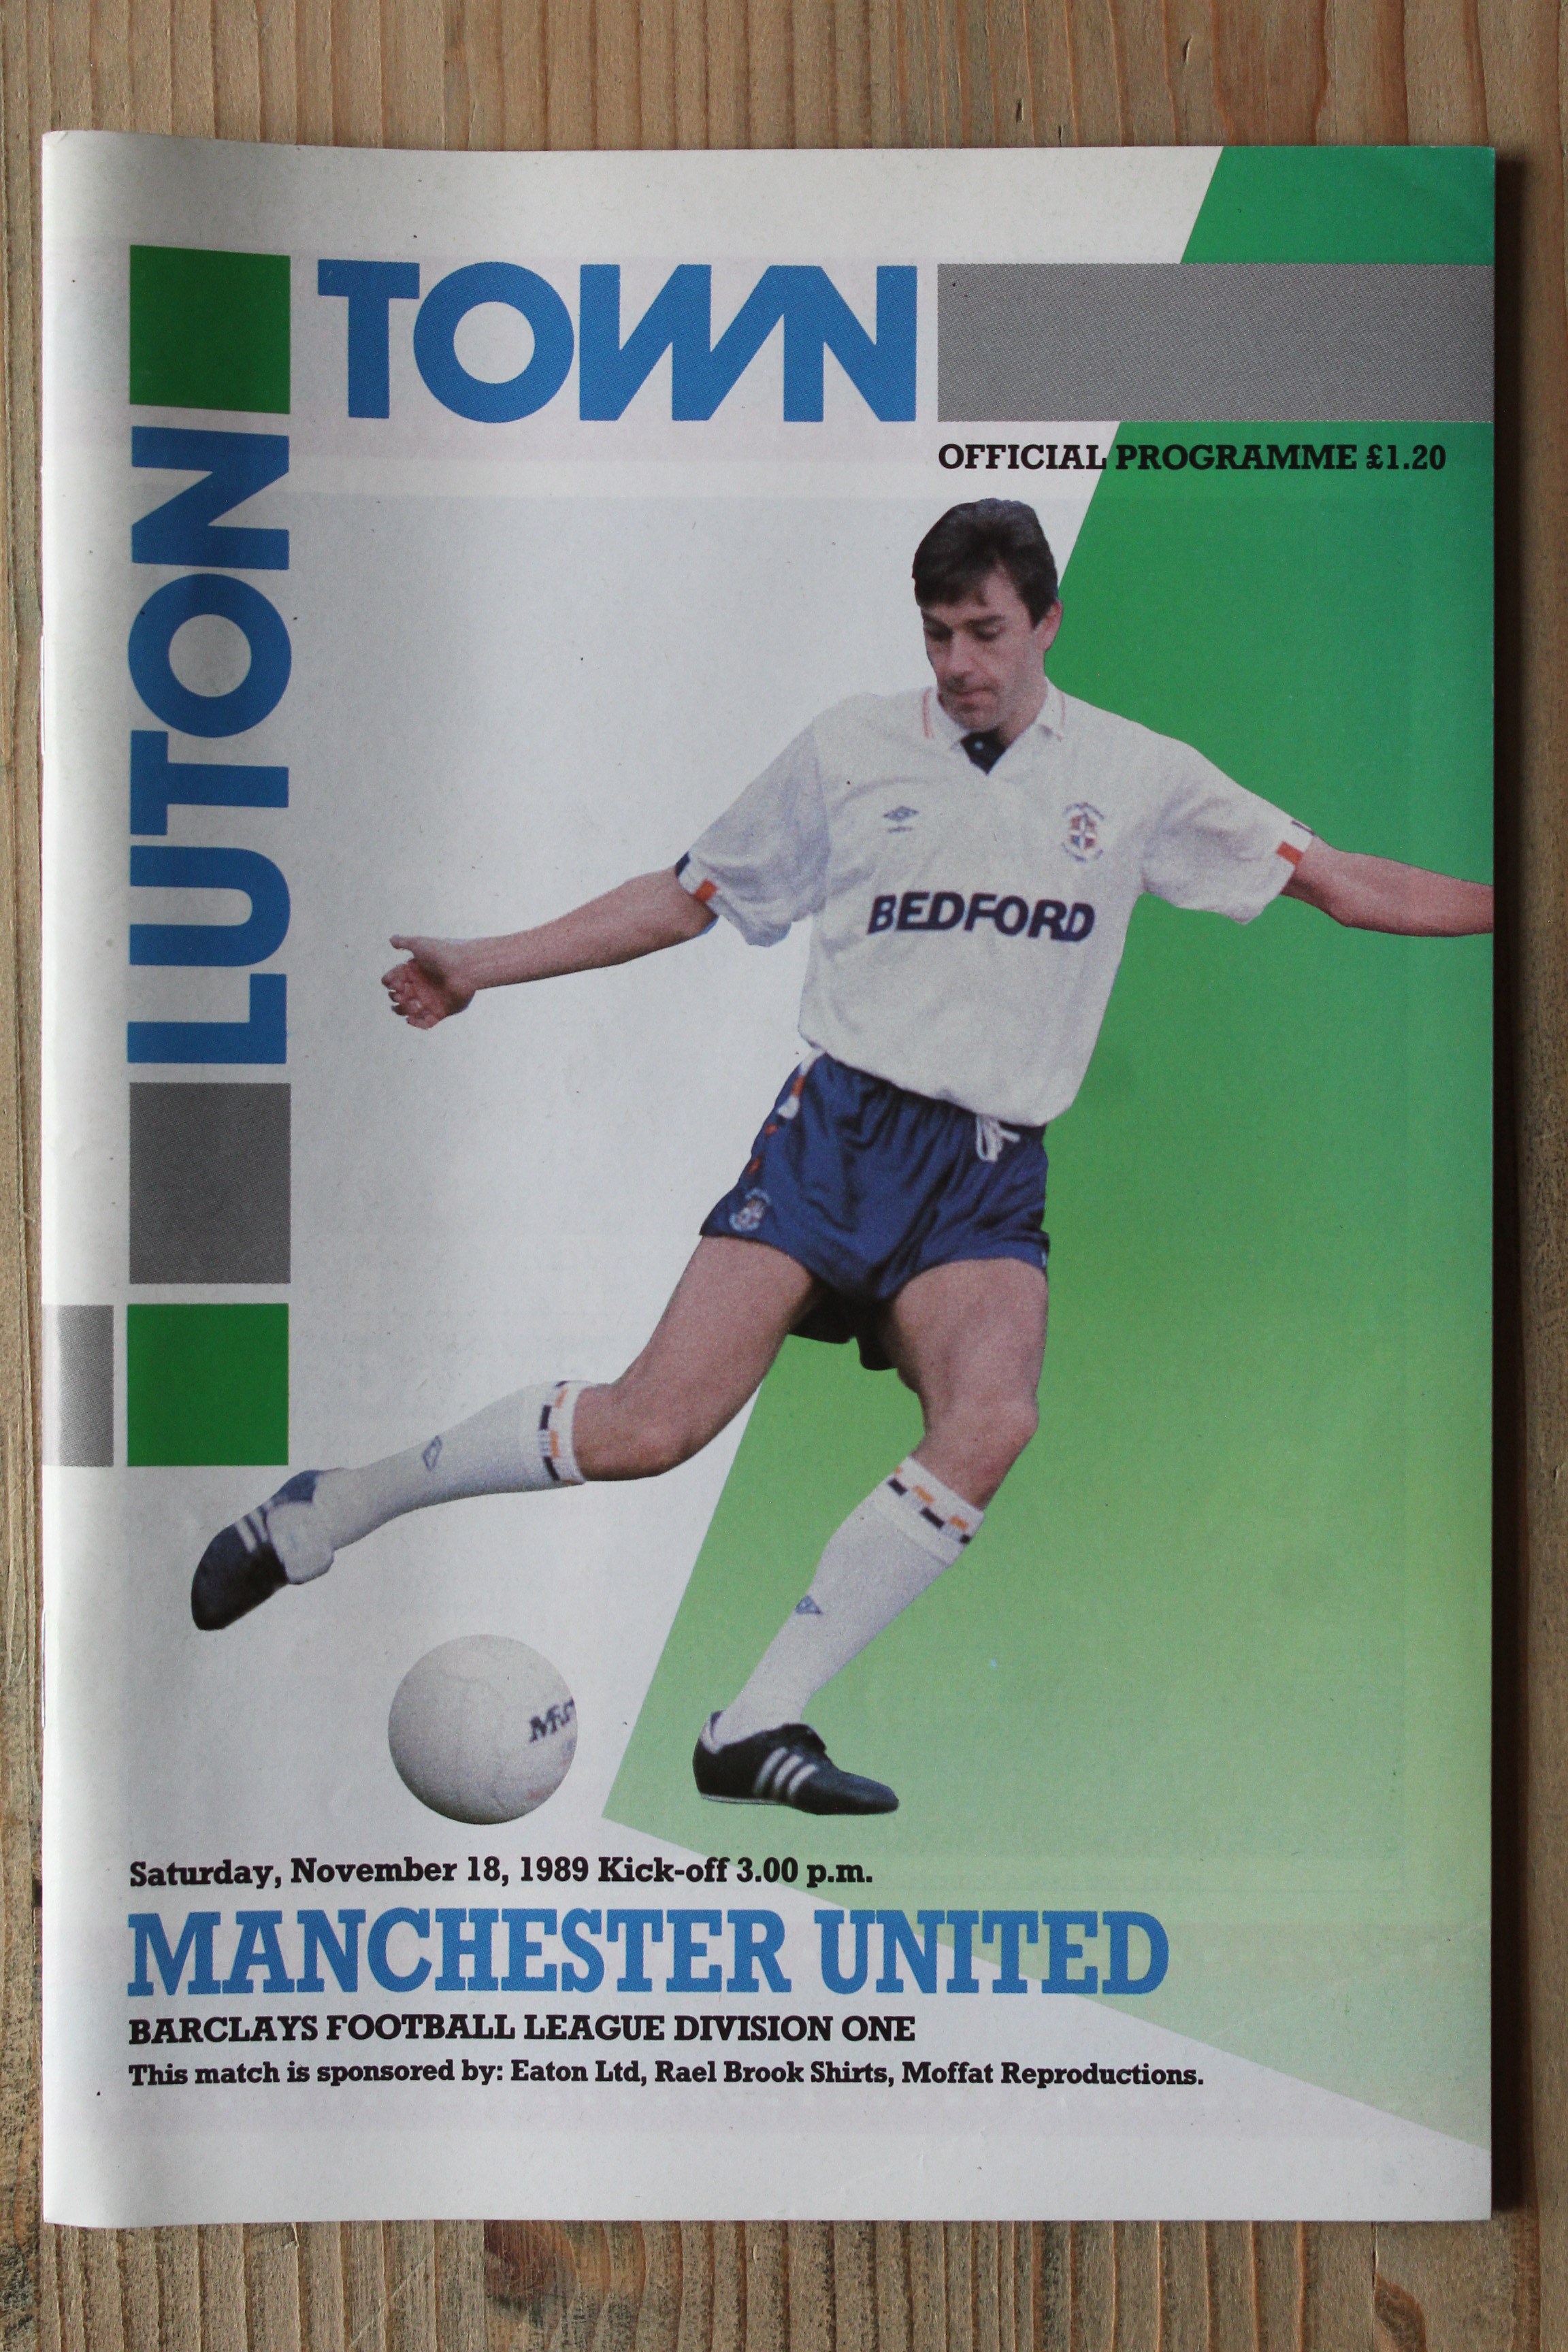 LUTON
TOWN
OFFICIAL PROGRAMME £1.20
BEDFORD
Saturday, November 18, 1989 Kick-off 3.00 p.m.
MANCHESTER UNITED
BARCLAYS FOOTBALL LEAGUE DIVISION ONE
This match is sponsored by: Eaton Ltd, Rael Brook Shirts, Moffat Reproductions.